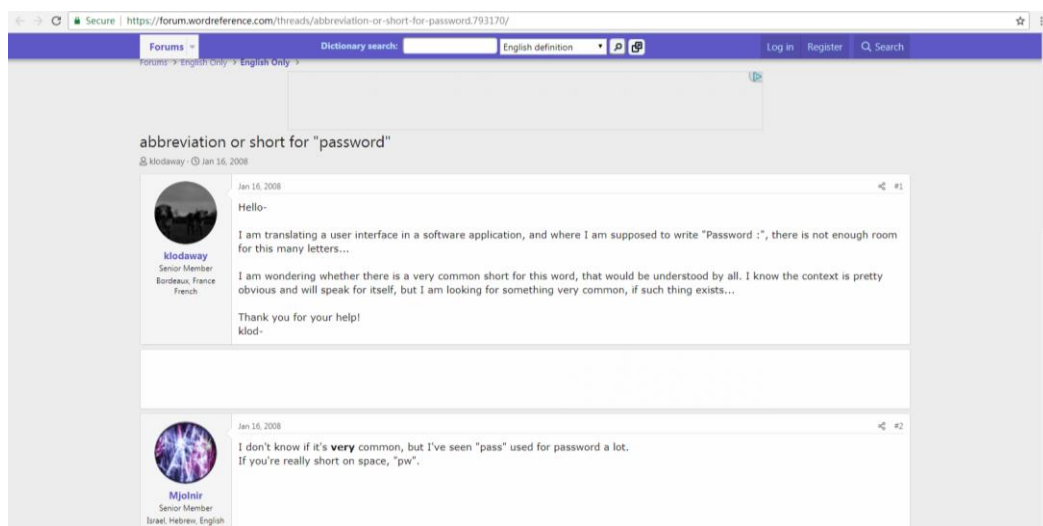 Secure | https://forum.wordreference.com/threads/abbreviation-or-short-for-password.793170/
Forums Dictionary search: English definition Log in Register Search
Forums > English Only > English Only >
abbreviation or short for "password"
klodaway · Jan 16, 2008
Jan 16, 2008 #1
Hello-
I am translating a user interface in a software application, and where I am supposed to write "Password :", there is not enough room
for this many letters...
I am wondering whether there is a very common short for this word, that would be understood by all. I know the context is pretty
obvious and will speak for itself, but I am looking for something very common, if such thing exists...
Thank you for your help!
klod-
klodaway
Senior Member
Bordeaux, France
French
Jan 16, 2008 #2
I don't know if it's very common, but I've seen "pass" used for password a lot.
If you're really short on space, "pw".
Mjolnir
Senior Member
Israel, Hebrew, English